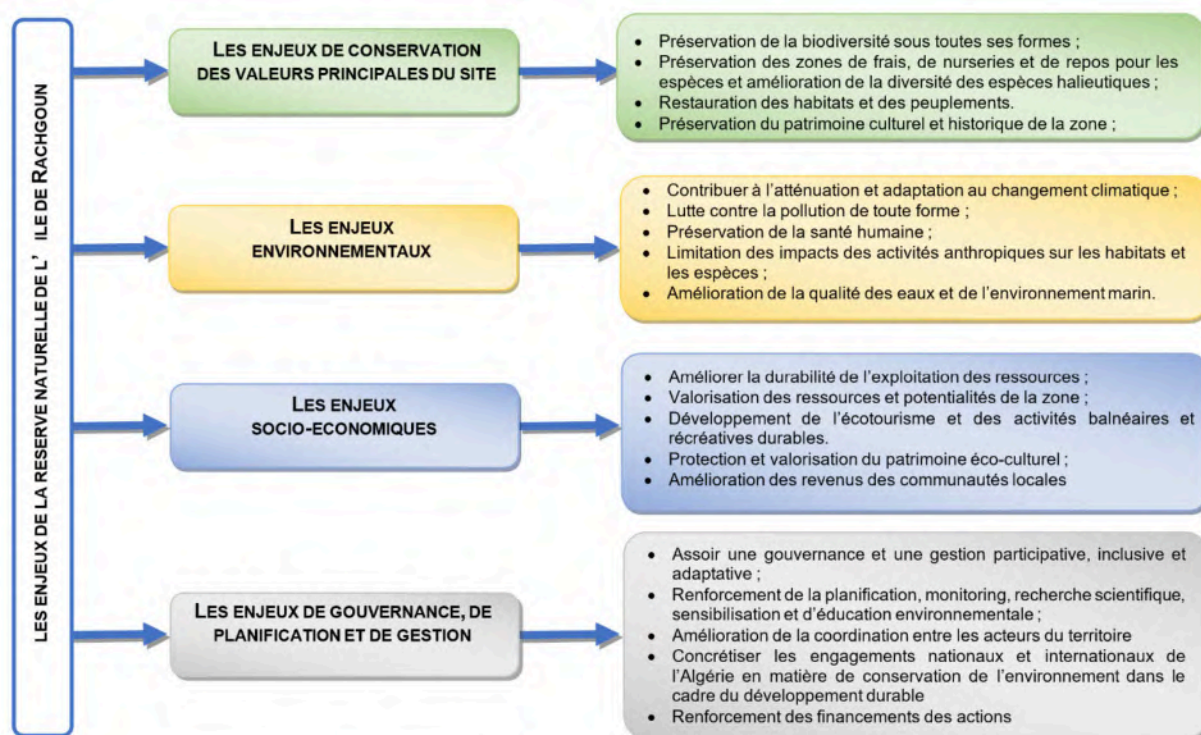 LES ENJEUX DE LA RESERVE NATURELLE DE L' ILE DE RACHGOUN
LES ENJEUX DE CONSERVATION
DES VALEURS PRINCIPALES DU SITE
• Préservation de la biodiversité sous toutes ses formes ;
• Préservation des zones de frais, de nurseries et de repos pour les
espèces et amélioration de la diversité des espèces halieutiques ;
• Restauration des habitats et des peuplements.
• Préservation du patrimoine culturel et historique de la zone ;
LES ENJEUX
ENVIRONNEMENTAUX
• Contribuer à l'atténuation et adaptation au changement climatique ;
• Lutte contre la pollution de toute forme ;
• Préservation de la santé humaine ;
• Limitation des impacts des activités anthropiques sur les habitats et
les espèces ;
• Amélioration de la qualité des eaux et de l'environnement marin.
LES ENJEUX
SOCIO-ECONOMIQUES
• Améliorer la durabilité de l'exploitation des ressources ;
• Valorisation des ressources et potentialités de la zone ;
• Développement de l'écotourisme et des activités balnéaires et
récréatives durables.
• Protection et valorisation du patrimoine éco-culturel ;
• Amélioration des revenus des communautés locales
LES ENJEUX DE GOUVERNANCE, DE
PLANIFICATION ET DE GESTION
• Assoir une gouvernance et une gestion participative, inclusive et
adaptative ;
• Renforcement de la planification, monitoring, recherche scientifique,
sensibilisation et d'éducation environnementale ;
• Amélioration de la coordination entre les acteurs du territoire
• Concrétiser les engagements nationaux et internationaux de
l'Algérie en matière de conservation de l'environnement dans le
cadre du développement durable
• Renforcement des financements des actions